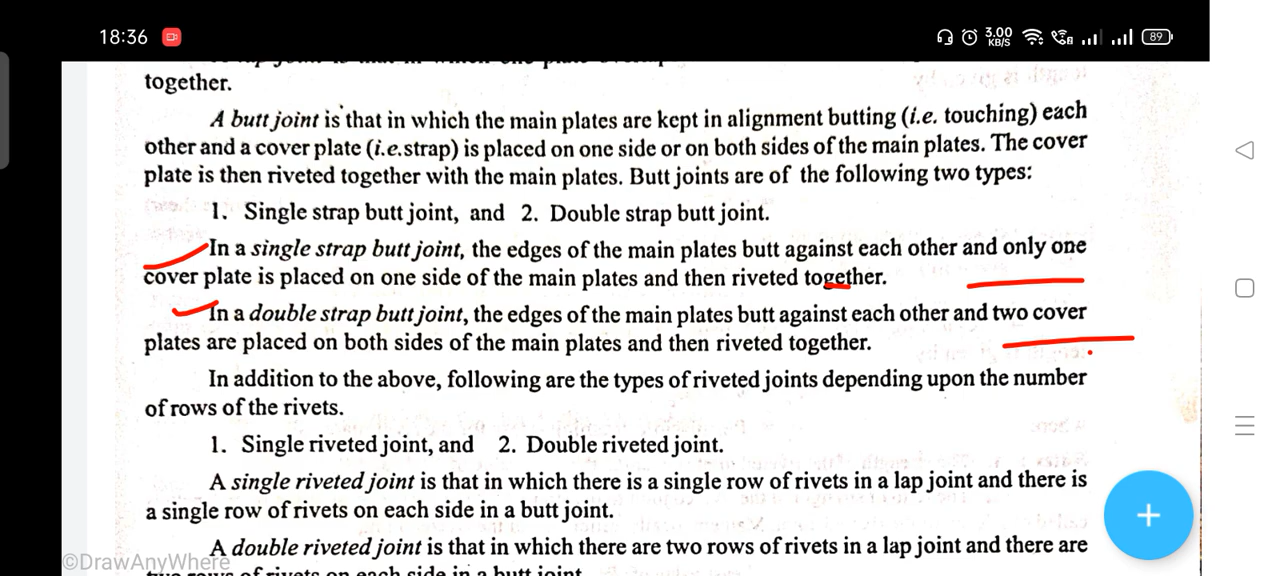 18:36
3.00
KB/S
89
together.
A butt joint is that in which the main plates are kept in alignment butting (i.e. touching) each
other and a cover plate (i.e.strap) is placed on one side or on both sides of the main plates. The cover
plate is then riveted together with the main plates. Butt joints are of the following two types:
1. Single strap butt joint, and 2. Double strap butt joint.
In a single strap butt joint, the edges of the main plates butt against each other and only one
cover plate is placed on one side of the main plates and then riveted together.
In a double strap butt joint, the edges of the main plates butt against each other and two cover
plates are placed on both sides of the main plates and then riveted together.
In addition to the above, following are the types of riveted joints depending upon the number
of rows of the rivets.
1. Single riveted joint, and 2. Double riveted joint.
A single riveted joint is that in which there is a single row of rivets in a lap joint and there is
a single row of rivets on each side in a butt joint.
A double riveted joint is that in which there are two rows of rivets in a lap joint and there are
two rows of rivets on each side in a butt joint.
©DrawAnyWhere